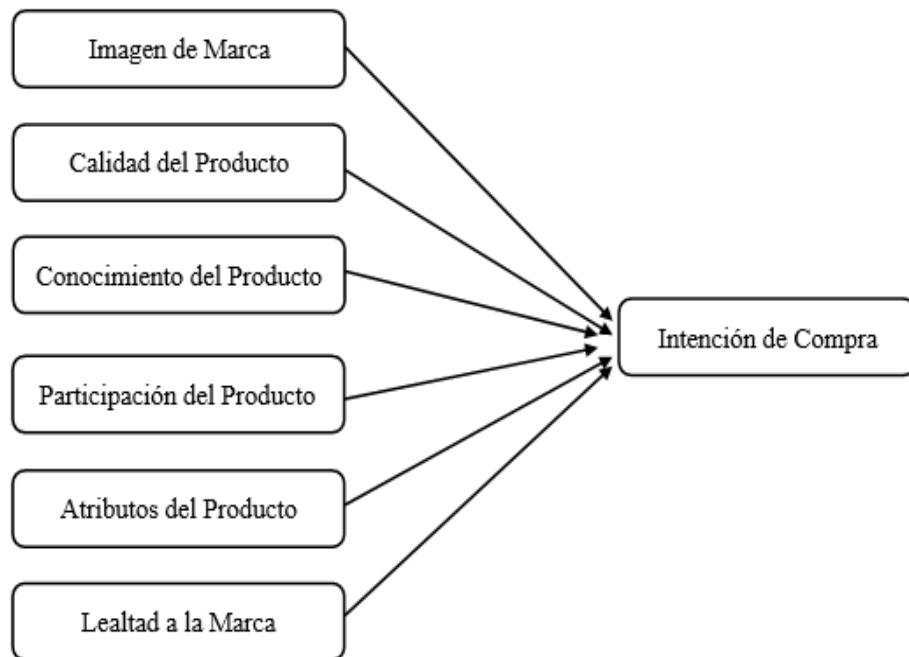 Imagen de Marca
Calidad del Producto
Conocimiento del Producto
Participación del Producto
Atributos del Producto
Lealtad a la Marca
Intención de Compra